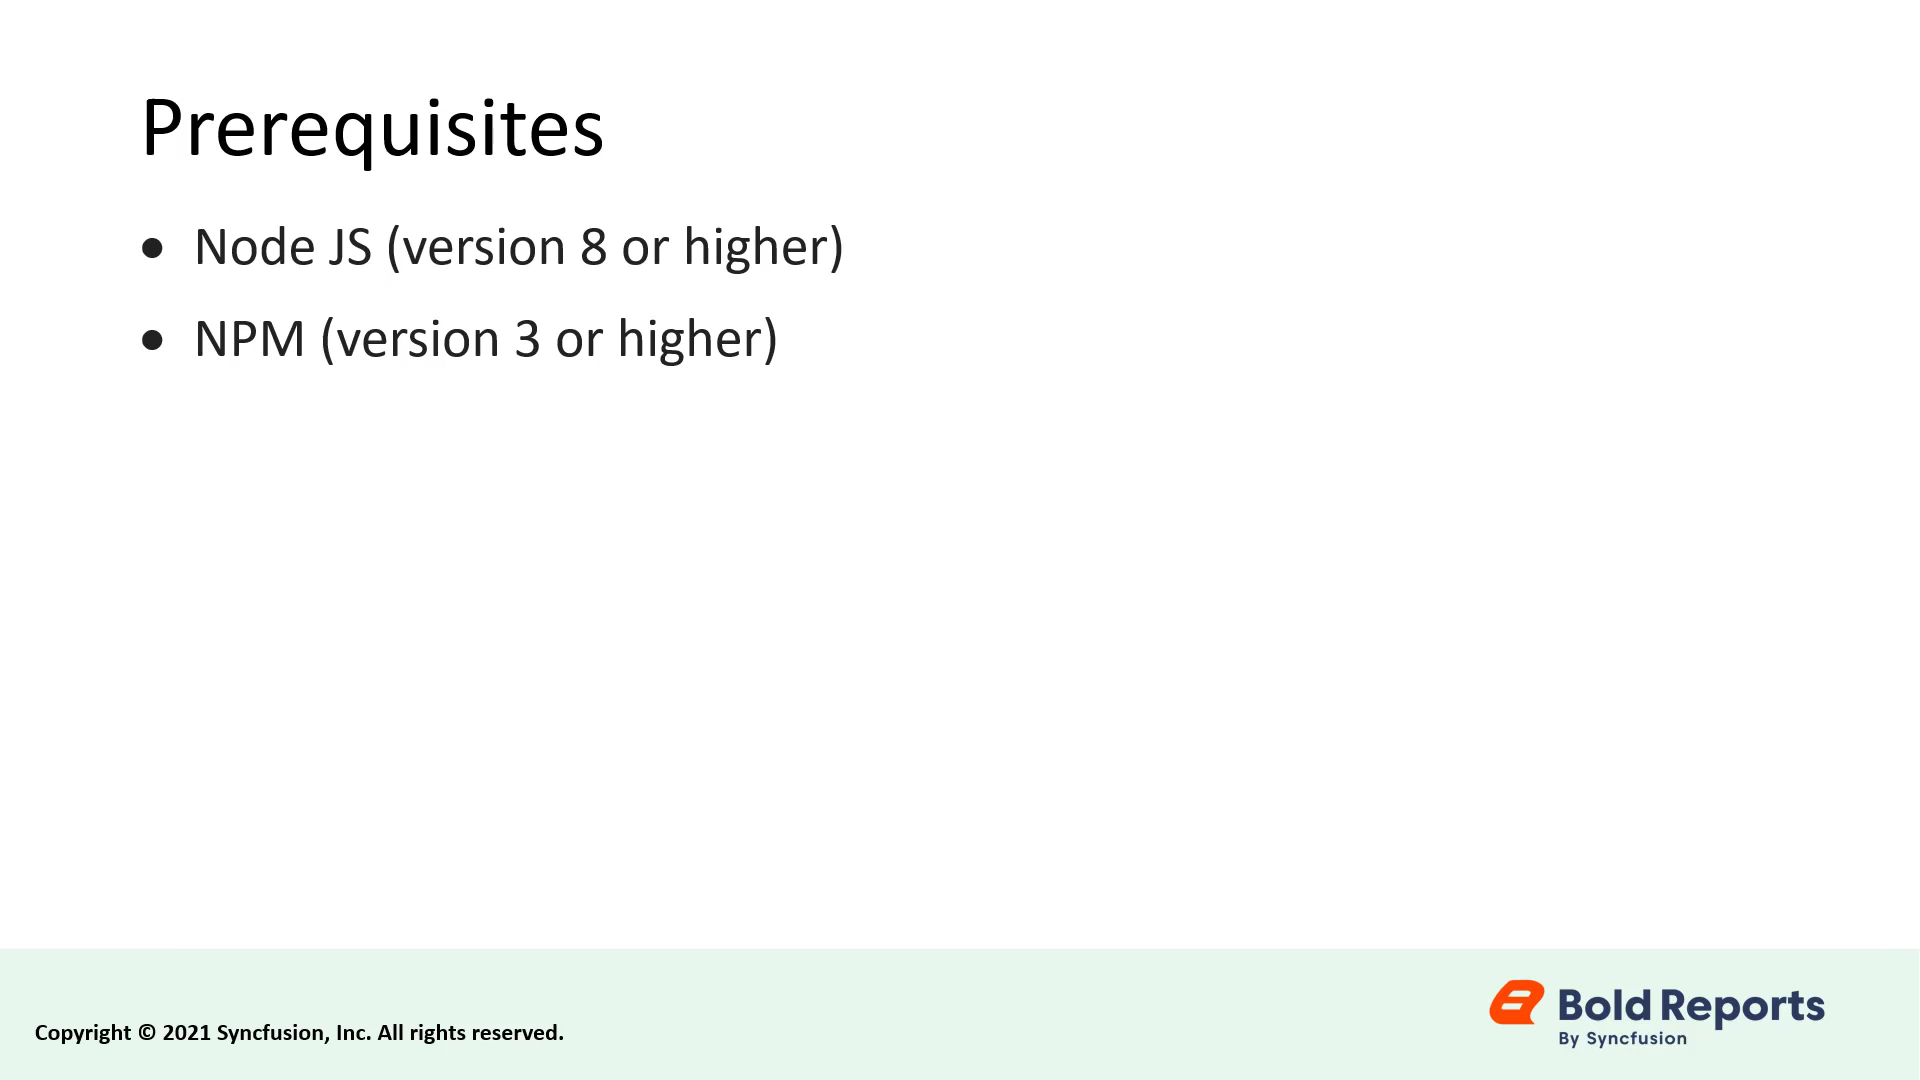 Prerequisites
● Node JS (version 8 or higher)
● NPM (version 3 or higher)
Copyright © 2021 Syncfusion, Inc. All rights reserved.
Bold Reports
By Syncfusion